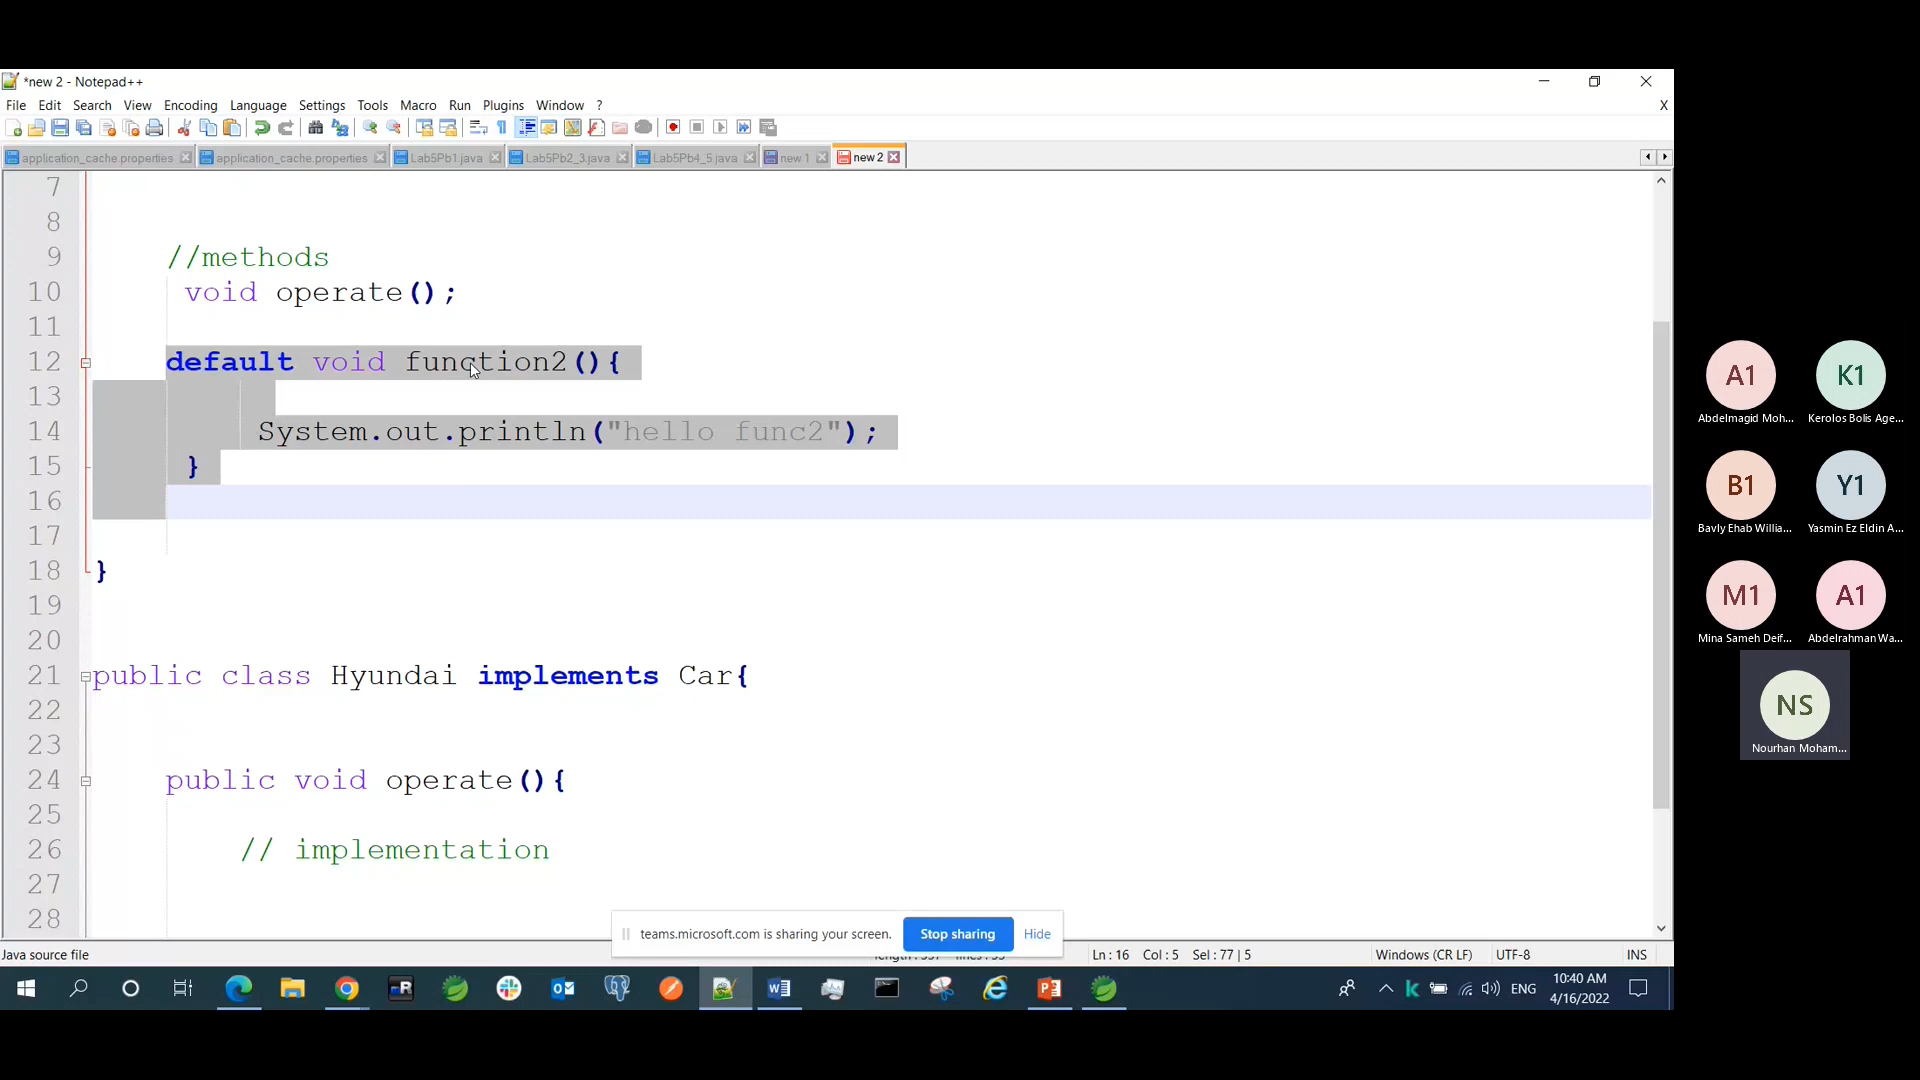 *new 2 - Notepad++
File Edit Search View Encoding Language Settings Tools Macro Run Plugins Window ? X
application_cache.properties application_cache.properties Lab5Pb1.java Lab5Pb2_3.java Lab5Pb4_5.java new 1 new 2
7
8
9 //methods
10 void operate();
11
12 default void function2(){
13
14 System.out.println("hello func2");
15 }
16
17
18 }
19
20
21 public class Hyundai implements Car{
22
23
24 public void operate(){
25
26 // implementation
27
28
teams.microsoft.com is sharing your screen. Stop sharing Hide
Java source file Ln : 16 Col : 5 Sel : 77 | 5 Windows (CR LF) UTF-8 INS
ENG 10:40 AM
4/16/2022
A1 K1
Abdelmagid Moh... Kerolos Bolis Age...
B1 Y1
Bavly Ehab Willia... Yasmin Ez Eldin A...
M1 A1
Mina Sameh Deif... Abdelrahman Wa...
NS
Nourhan Moham...